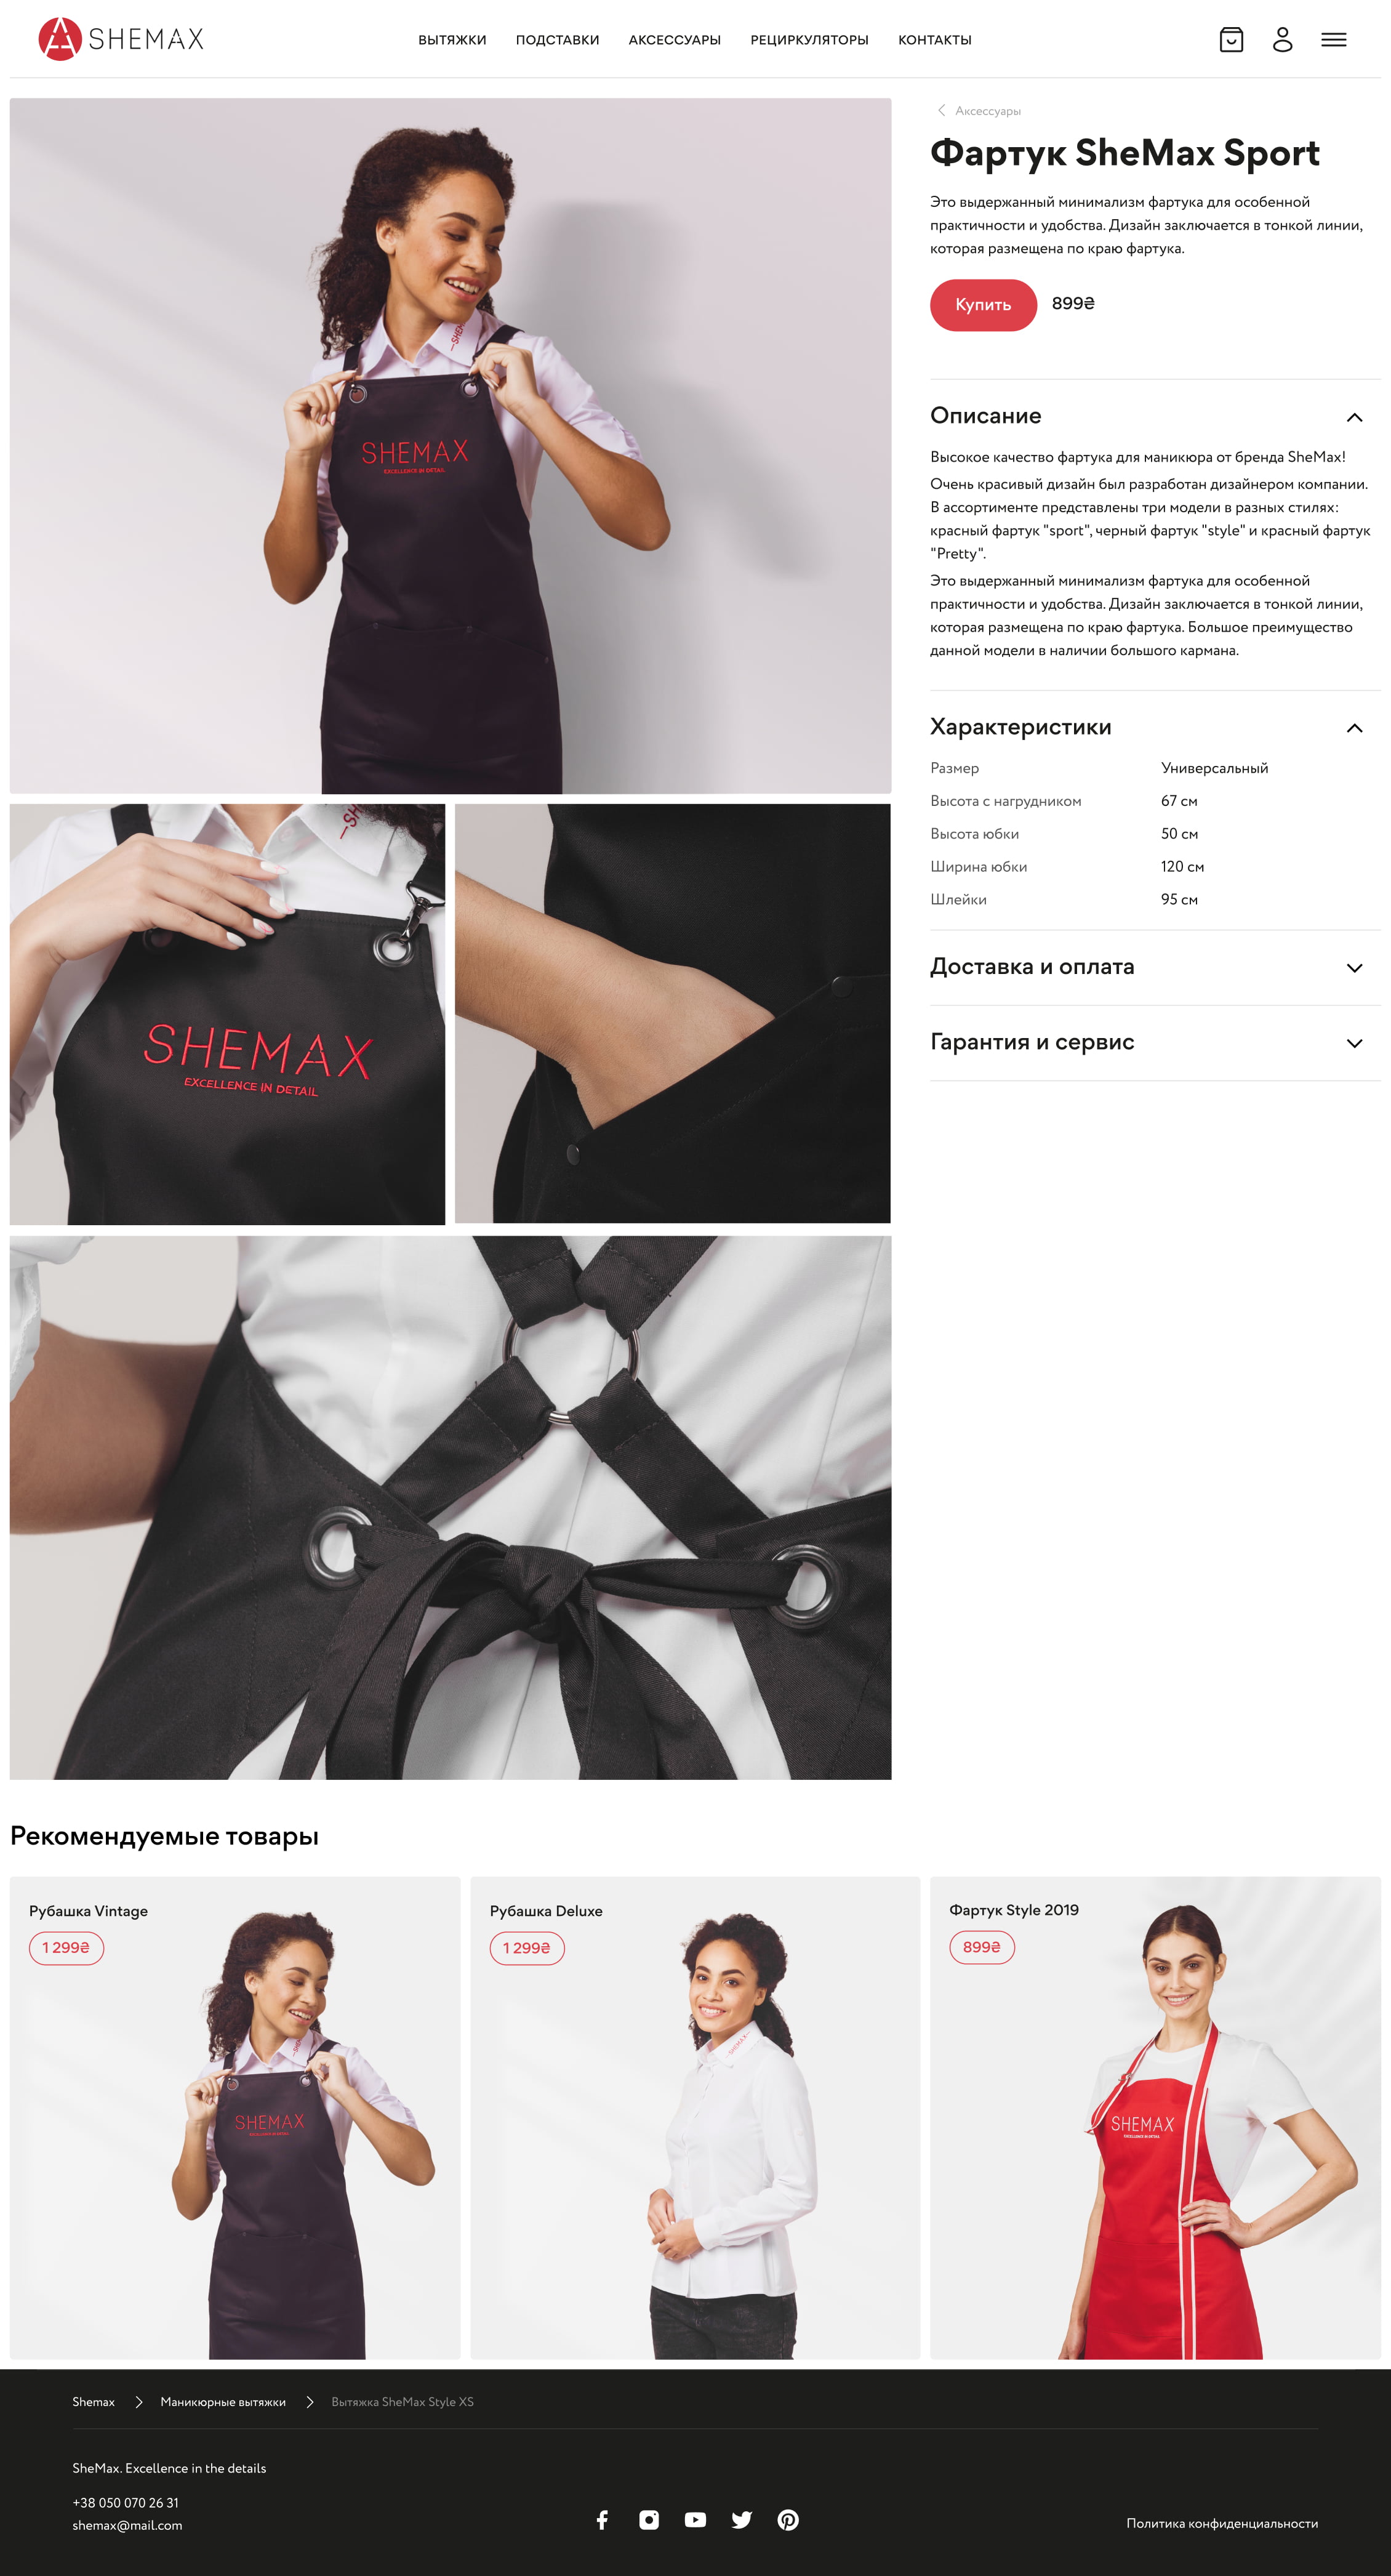 SHEMAX
ВЫТЯЖКИ
ПОДСТАВКИ
АКСЕССУАРЫ
РЕЦИРКУЛЯТОРЫ
КОНТАКТЫ
Аксессуары
Фартук SheMax Sport
Это выдержанный минимализм фартука для особенной
практичности и удобства. Дизайн заключается в тонкой линии,
которая размещена по краю фартука.
Купить
899₴
SHEMAX
EXCELLENCE IN DETAIL
Описание
Высокое качество фартука для маникюра от бренда SheMax!
Очень красивый дизайн был разработан дизайнером компании.
В ассортименте представлены три модели в разных стилях:
красный фартук "sport", черный фартук "style" и красный фартук
"Pretty".
Это выдержанный минимализм фартука для особенной
практичности и удобства. Дизайн заключается в тонкой линии,
которая размещена по краю фартука. Большое преимущество
данной модели в наличии большого кармана.
Характеристики
Размер Универсальный
Высота с нагрудником 67 см
Высота юбки 50 см
Ширина юбки 120 см
Шлейки 95 см
Доставка и оплата
Гарантия и сервис
SHEMAX
EXCELLENCE IN DETAIL
Рекомендуемые товары
Рубашка Vintage
1 299₴
SHEMAX
EXCELLENCE IN DETAIL
Рубашка Deluxe
1 299₴
SHEMAX
Фартук Style 2019
899₴
SHEMAX
EXCELLENCE IN DETAIL
Shemax
Маникюрные вытяжки
Вытяжка SheMax Style XS
SheMax. Excellence in the details
+38 050 070 26 31
shemax@mail.com
Политика конфиденциальности